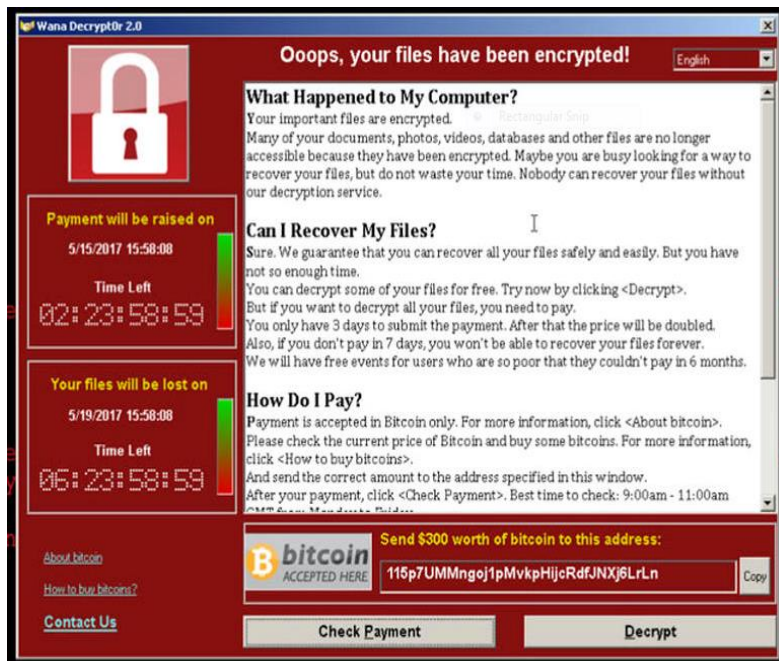 Wana Decrypt0r 2.0
Ooops, your files have been encrypted!
English
What Happened to My Computer?
Your important files are encrypted.
Rectangular Snip
Many of your documents, photos, videos, databases and other files are no longer
accessible because they have been encrypted. Maybe you are busy looking for a way to
recover your files, but do not waste your time. Nobody can recover your files without
our decryption service.
Can I Recover My Files?
Sure. We guarantee that you can recover all your files safely and easily. But you have
not so enough time.
You can decrypt some of your files for free. Try now by clicking <Decrypt>.
But if you want to decrypt all your files, you need to pay.
You only have 3 days to submit the payment. After that the price will be doubled.
Also, if you don't pay in 7 days, you won't be able to recover your files forever.
We will have free events for users who are so poor that they couldn't pay in 6 months.
How Do I Pay?
Payment is accepted in Bitcoin only. For more information, click <About bitcoin>.
Please check the current price of Bitcoin and buy some bitcoins. For more information,
click <How to buy bitcoins>.
And send the correct amount to the address specified in this window.
After your payment, click <Check Payment>. Best time to check: 9:00am - 11:00am
GMT from Monday to Friday.
Payment will be raised on
5/15/2017 15:58:08
Time Left
02:23:58:59
Your files will be lost on
5/19/2017 15:58:08
Time Left
06:23:58:59
About bitcoin
How to buy bitcoins?
Contact Us
bitcoin
ACCEPTED HERE
Send $300 worth of bitcoin to this address:
115p7UMMngoj1pMvkpHijcRdfJNXj6LrLn
Copy
Check Payment
Decrypt